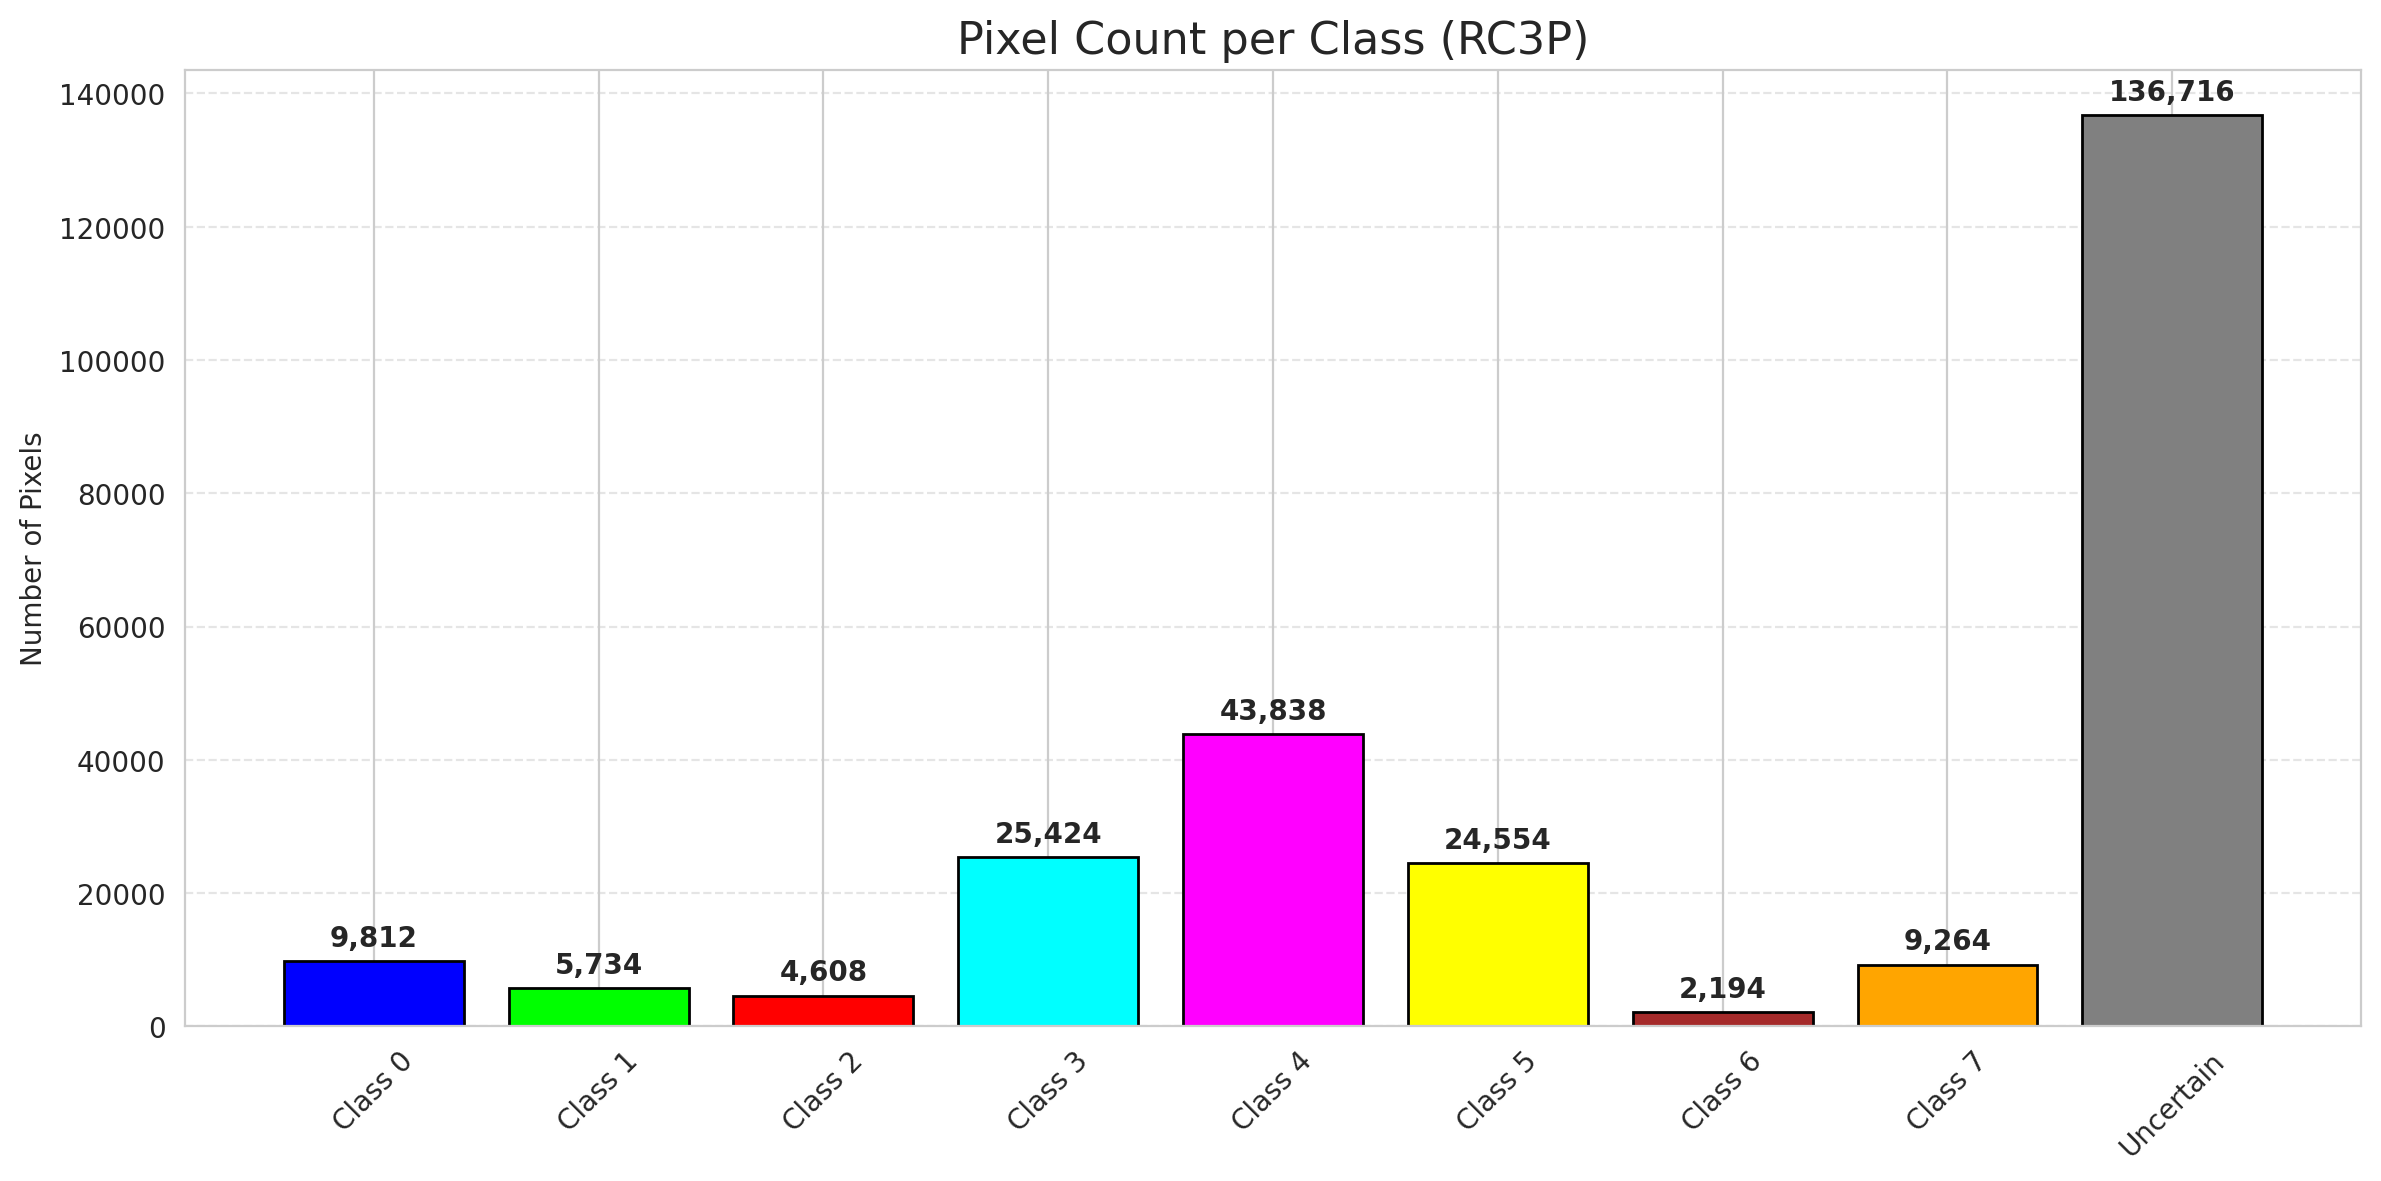 Pixel Count per Class (RC3P)
Number of Pixels
140000
120000
100000
80000
60000
40000
20000
0
9,812
5,734
4,608
25,424
43,838
24,554
2,194
9,264
136,716
Class 0
Class 1
Class 2
Class 3
Class 4
Class 5
Class 6
Class 7
Uncertain